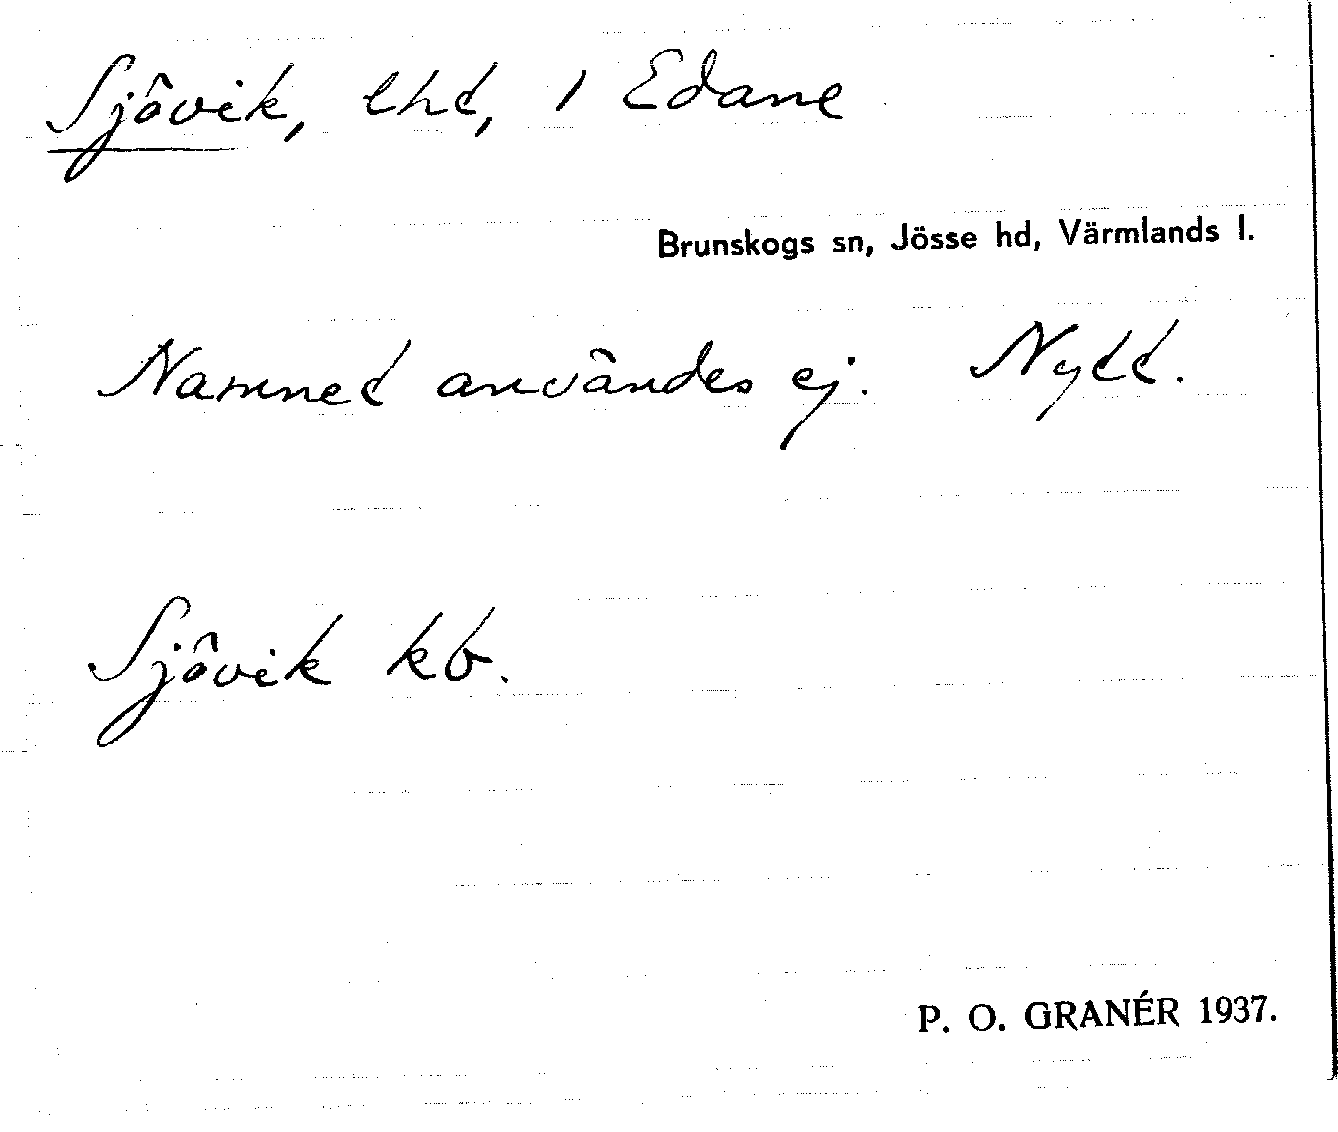 Sjövik, lht, i Edane
Brunskogs sn, Jösse hd, Värmlands l.
Namnet användes ej. Nytt.
Sjövik kb.
P. O. GRANÉR 1937.